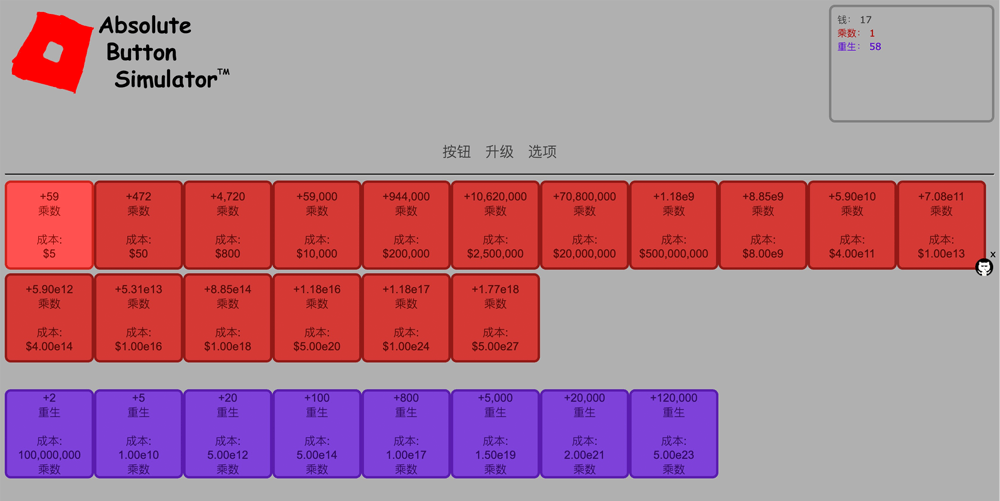 Absolute
Button
Simulator™
钱: 17
乘数: 1
重生: 58
按钮 升级 选项
+59
乘数
成本:
$5
+472
乘数
成本:
$50
+4,720
乘数
成本:
$800
+59,000
乘数
成本:
$10,000
+944,000
乘数
成本:
$200,000
+10,620,000
乘数
成本:
$2,500,000
+70,800,000
乘数
成本:
$20,000,000
+1.18e9
乘数
成本:
$500,000,000
+8.85e9
乘数
成本:
$8.00e9
+5.90e10
乘数
成本:
$4.00e11
+7.08e11
乘数
成本:
$1.00e13
x
+5.90e12
乘数
成本:
$4.00e14
+5.31e13
乘数
成本:
$1.00e16
+8.85e14
乘数
成本:
$1.00e18
+1.18e16
乘数
成本:
$5.00e20
+1.18e17
乘数
成本:
$1.00e24
+1.77e18
乘数
成本:
$5.00e27
+2
重生
成本:
100,000,000
乘数
+5
重生
成本:
1.00e10
乘数
+20
重生
成本:
5.00e12
乘数
+100
重生
成本:
5.00e14
乘数
+800
重生
成本:
1.00e17
乘数
+5,000
重生
成本:
1.50e19
乘数
+20,000
重生
成本:
2.00e21
乘数
+120,000
重生
成本:
5.00e23
乘数